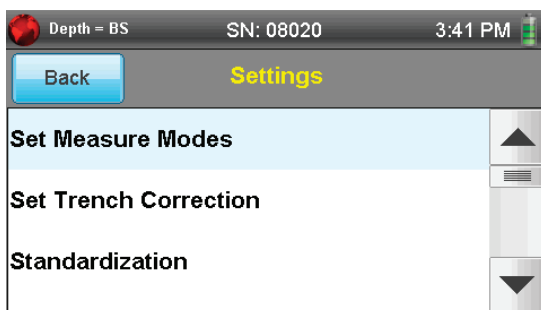 Depth = BS SN: 08020 3:41 PM
Back Settings
Set Measure Modes
Set Trench Correction
Standardization